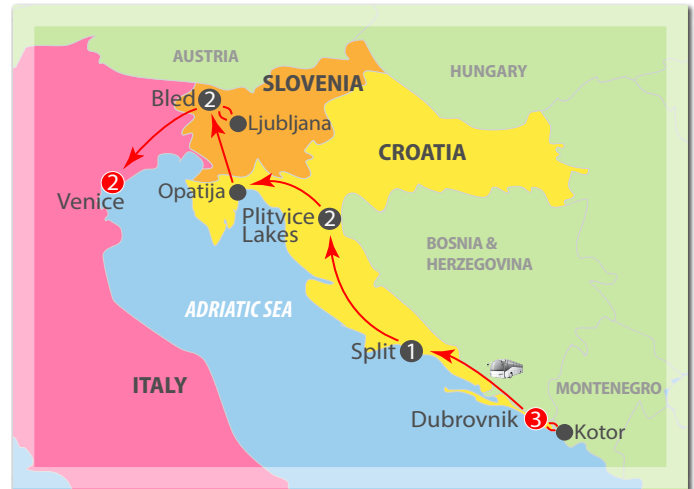 AUSTRIA
HUNGARY
SLOVENIA
Bled 2
Ljubljana
CROATIA
2
Venice
Opatija
Plitvice 2
Lakes
BOSNIA &
HERZEGOVINA
ADRIATIC SEA
Split 1
ITALY
MONTENEGRO
Dubrovnik 3
Kotor